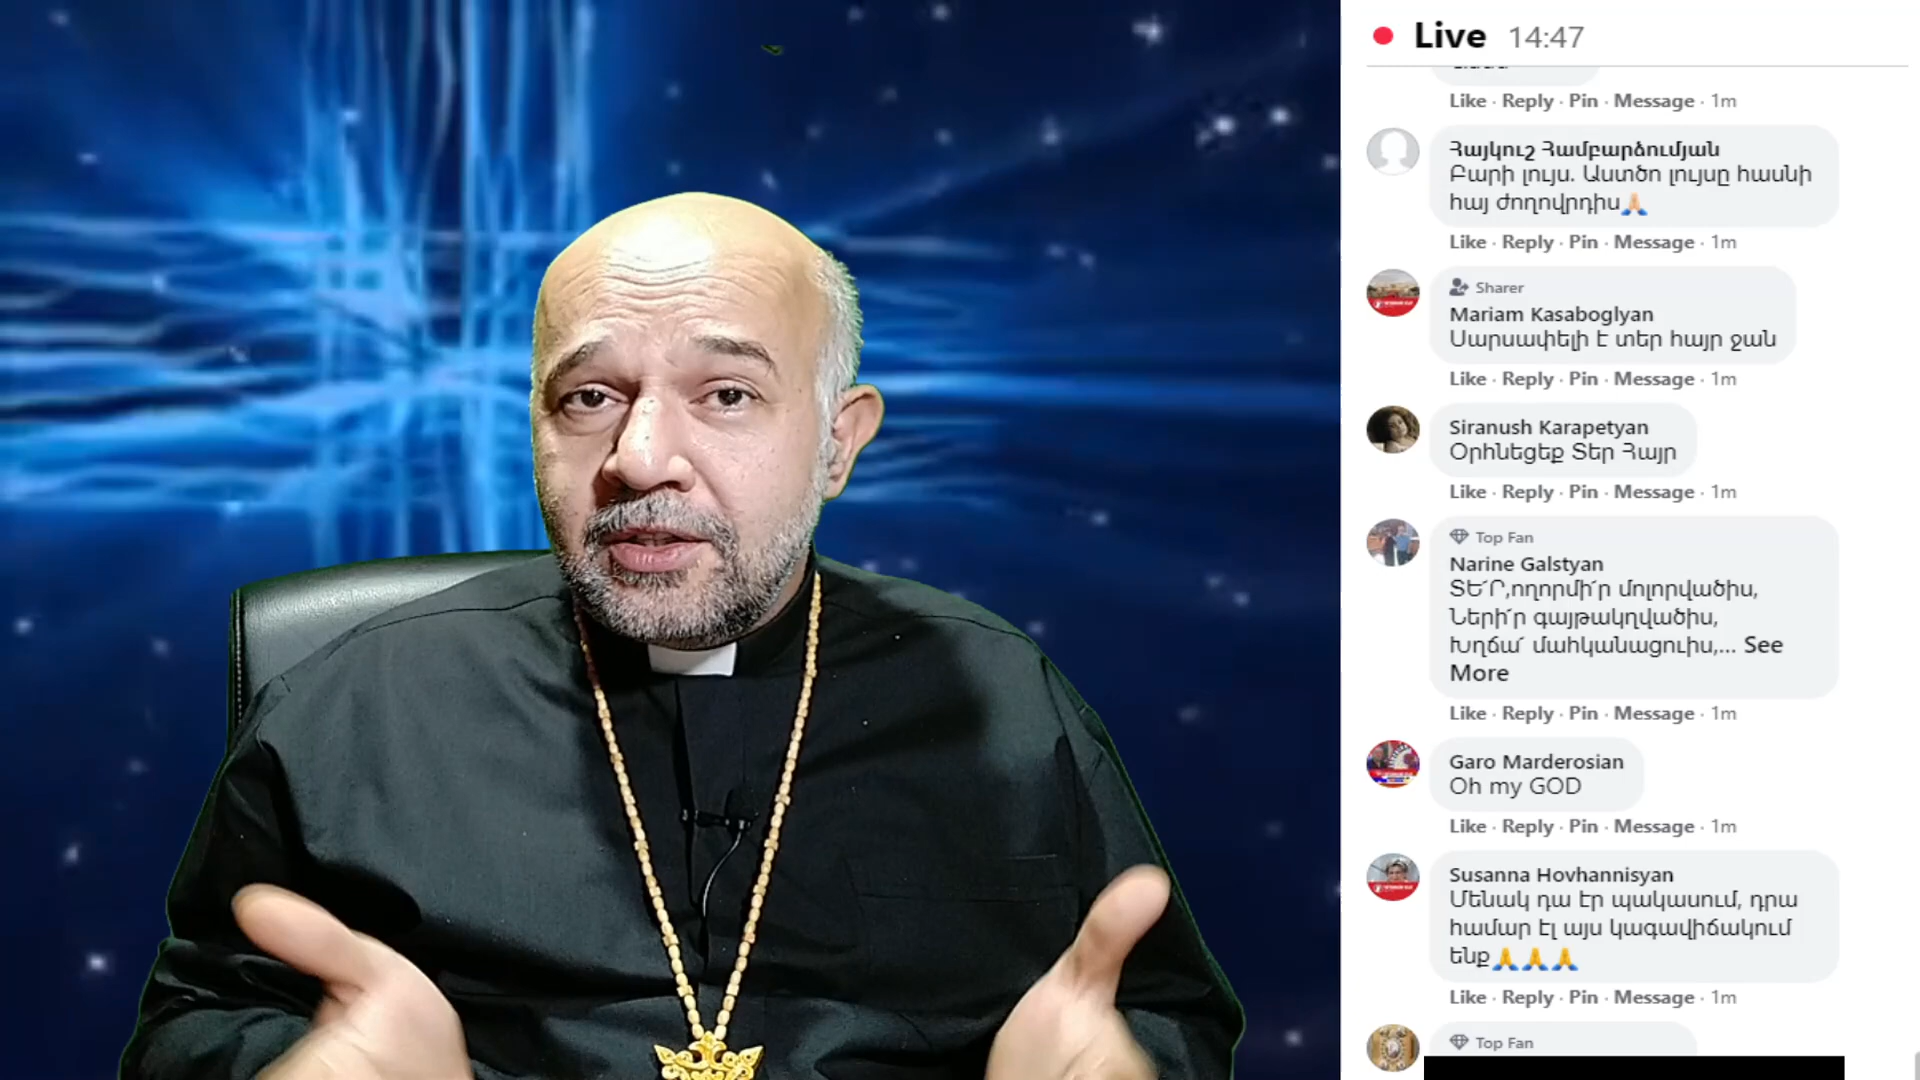 Live 14:47
Like · Reply · Pin · Message · 1m
Հայկուշ Համբարձումյան
Բարի լույս. Աստծո լույսը հասնի
հայ ժողովրդիս🙏🏻
Like · Reply · Pin · Message · 1m
Sharer
Mariam Kasaboglyan
Սարսափելի է տեր հայր ջան
Like · Reply · Pin · Message · 1m
Siranush Karapetyan
Օրհնեցեք Տեր Հայր
Like · Reply · Pin · Message · 1m
Top Fan
Narine Galstyan
ՏԵ՜Ր,ողորմի՜ր մոլորվածիս,
Ների՜ր գայթակղվածիս,
Խղճա՜ մահկանացուիս,... See
More
Like · Reply · Pin · Message · 1m
Garo Marderosian
Oh my GOD
Like · Reply · Pin · Message · 1m
Susanna Hovhannisyan
Մենակ դա էր պակասում, դրա
համար էլ այս կագավիճակում
ենք🙏🙏🙏
Like · Reply · Pin · Message · 1m
Top Fan